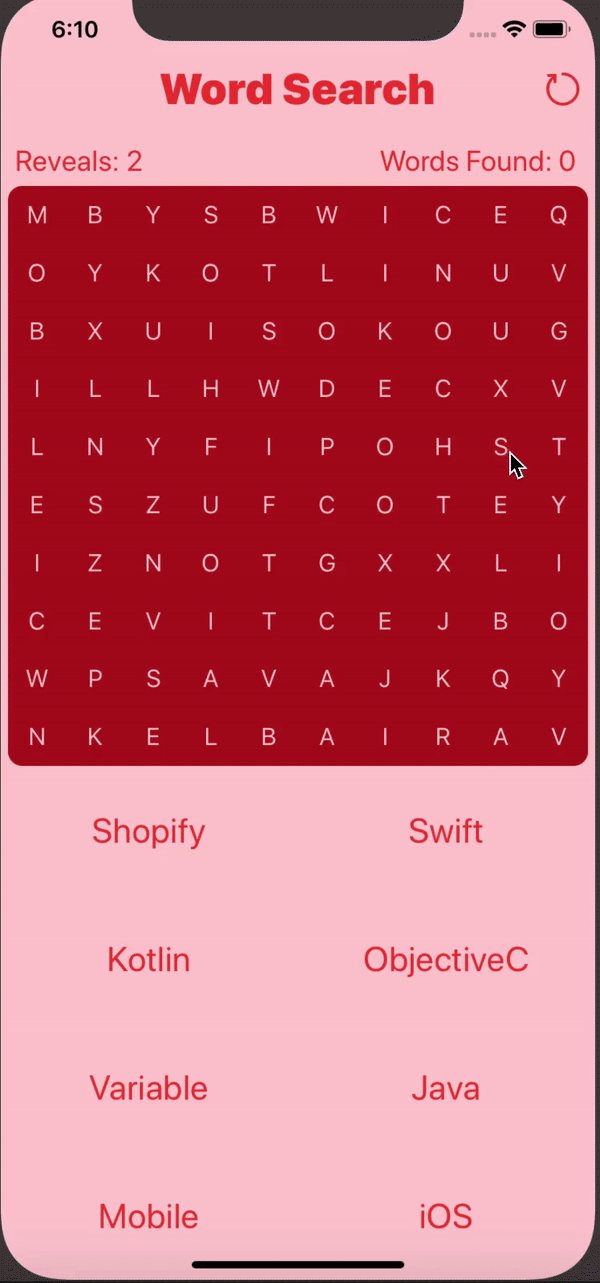 6:10
Word Search
Reveals: 2 Words Found: 0
M B Y S B W I C E Q
O Y K O T L I N U V
B X U I S O K O U G
I L L H W D E C X V
L N Y F I P O H S T
E S Z U F C O T E Y
I Z N O T G X X L I
C E V I T C E J B O
W P S A V A J K Q Y
N K E L B A I R A V
Shopify Swift
Kotlin ObjectiveC
Variable Java
Mobile iOS